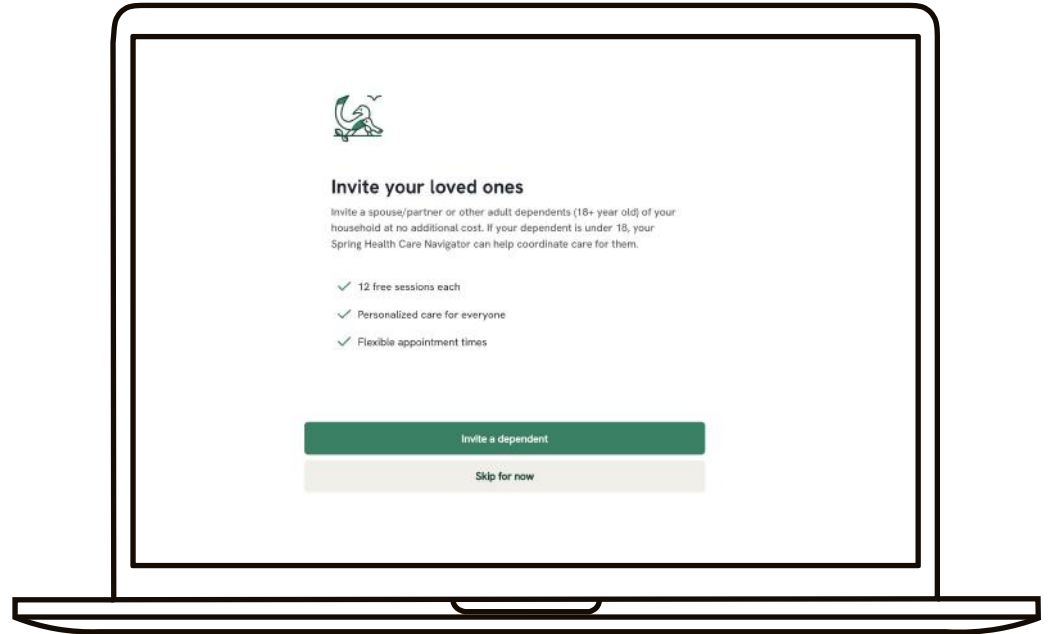 Invite your loved ones
Invite a spouse/partner or other adult dependents (18+ year old) of your
household at no additional cost. If your dependent is under 18, your
Spring Health Care Navigator can help coordinate care for them.
12 free sessions each
Personalized care for everyone
Flexible appointment times
Invite a dependent
Skip for now